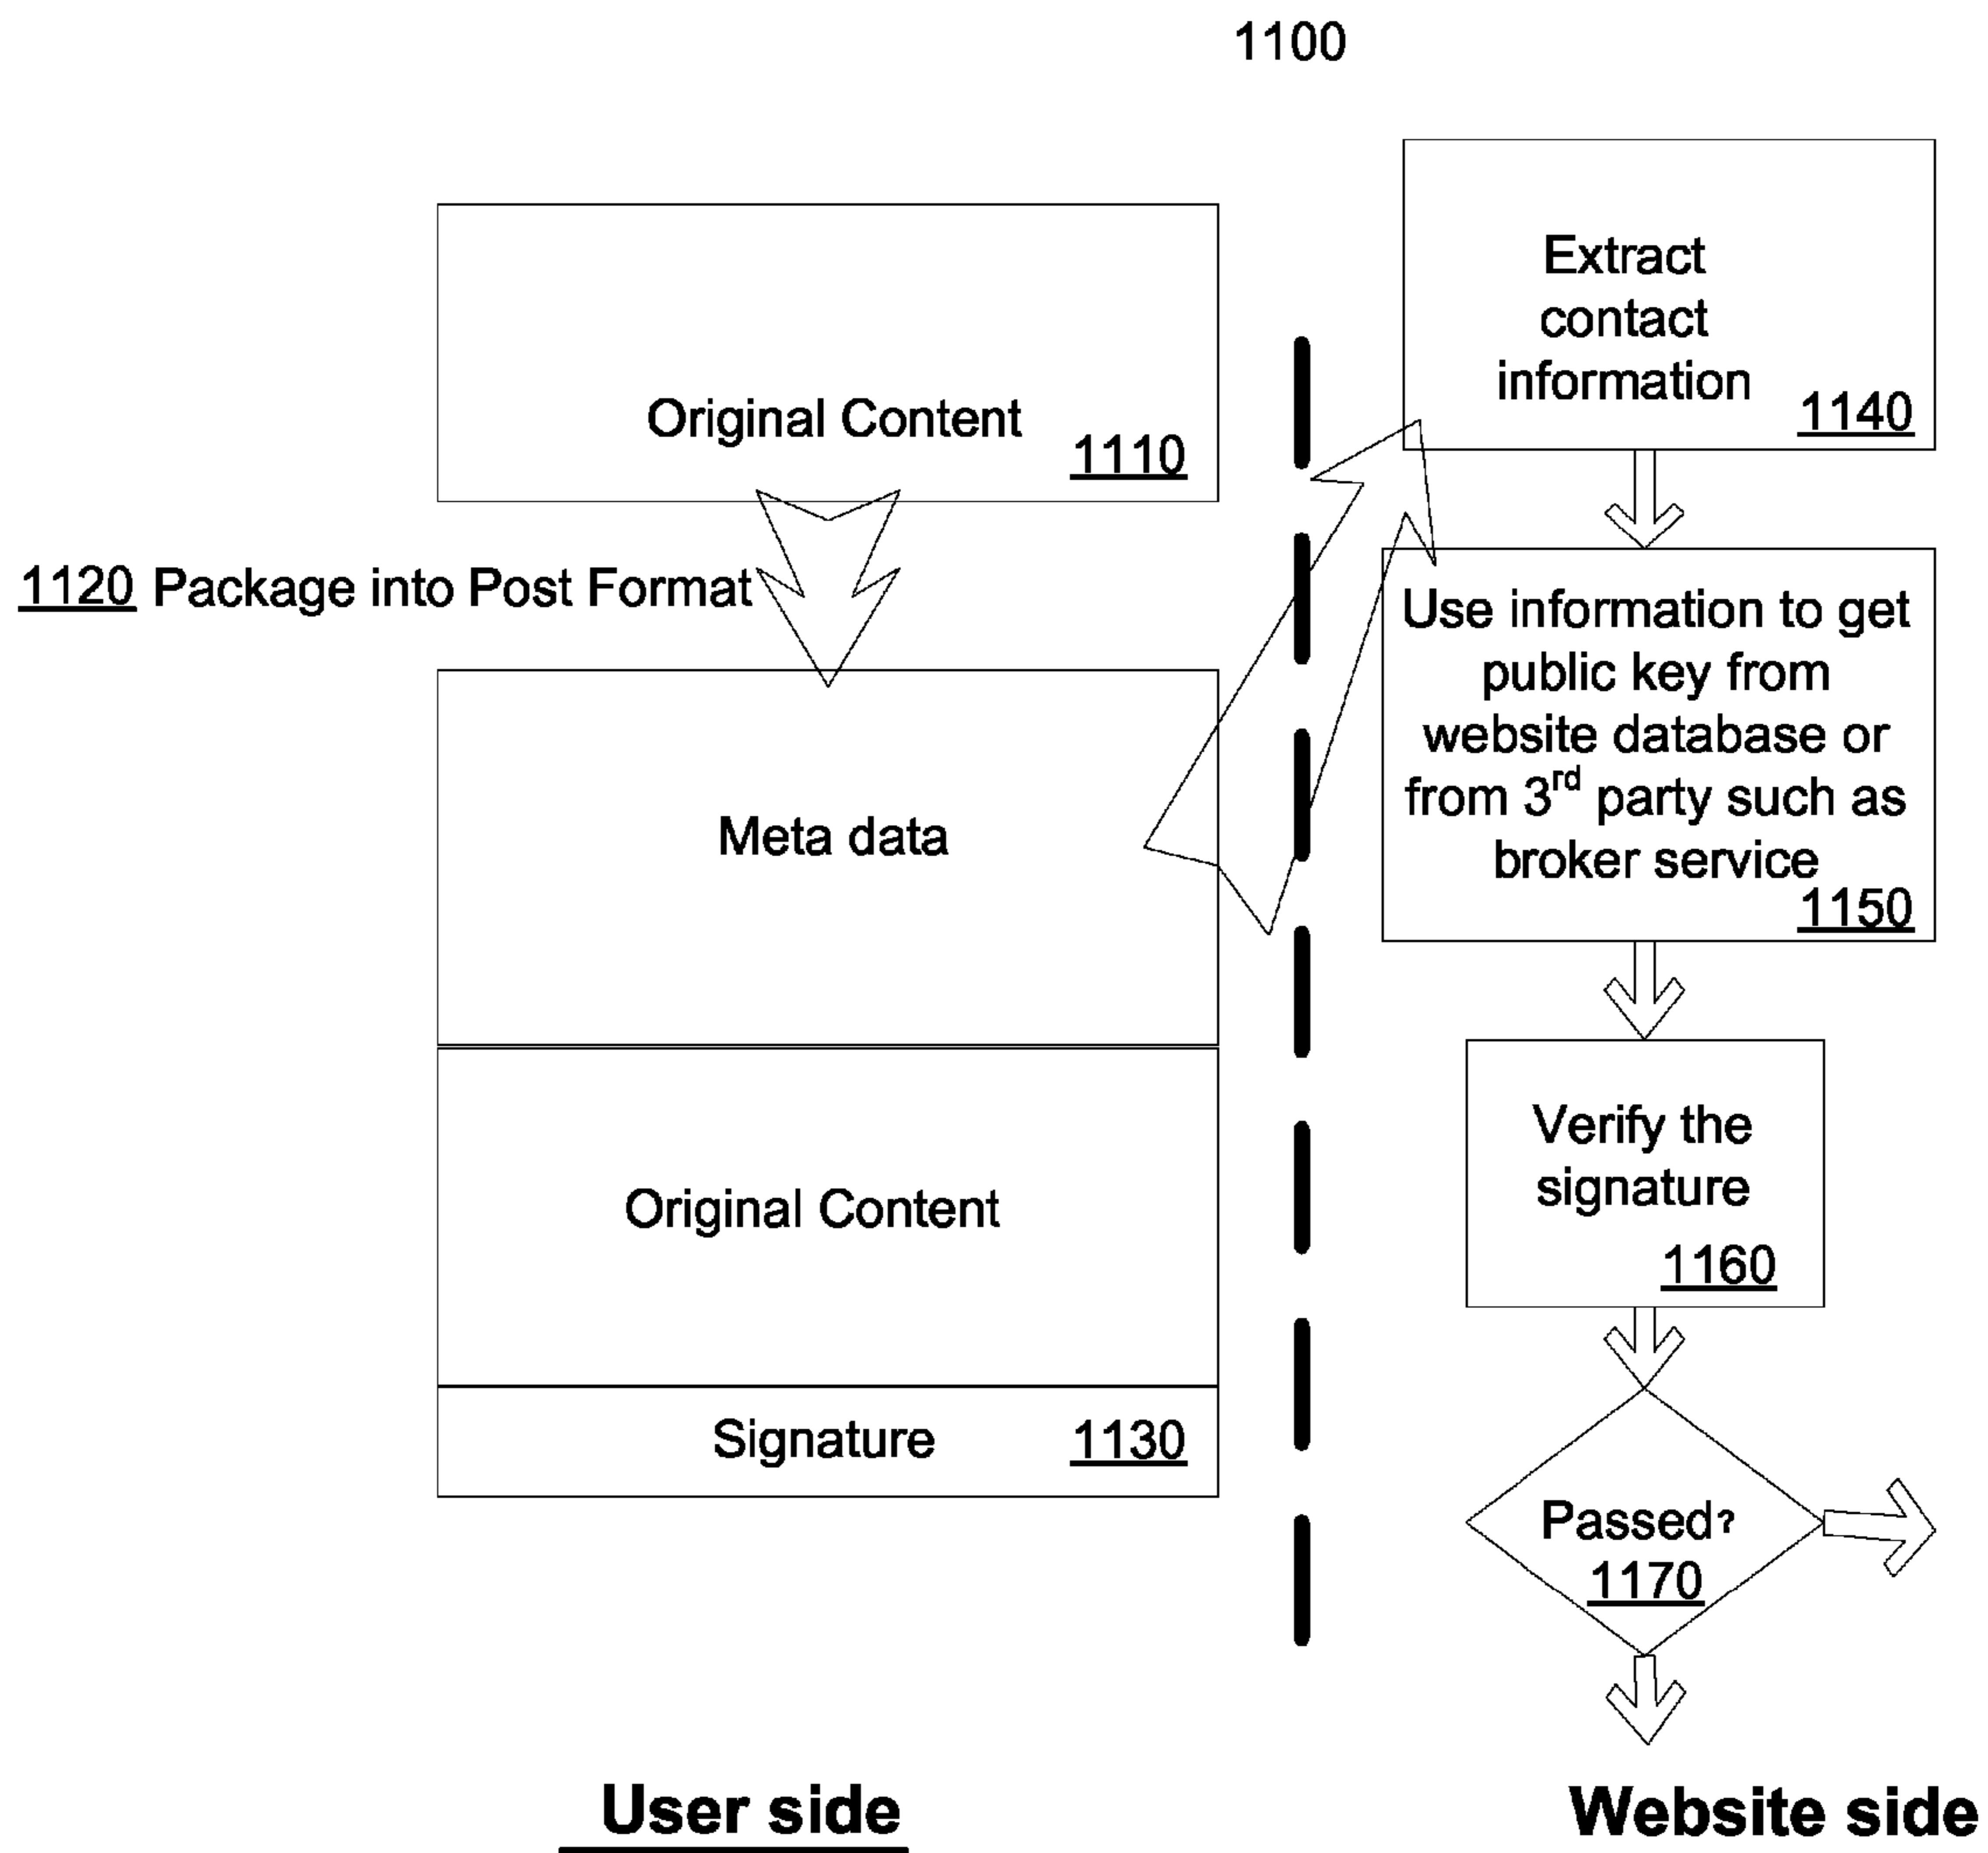 1100
Original Content
1110
1120 Package into Post Format
Meta data
Original Content
Signature 1130
User side
Extract
contact
information
1140
Use information to get
public key from
website database or
from 3rd party such as
broker service
1150
Verify the
signature
1160
Passed?
1170
Website side